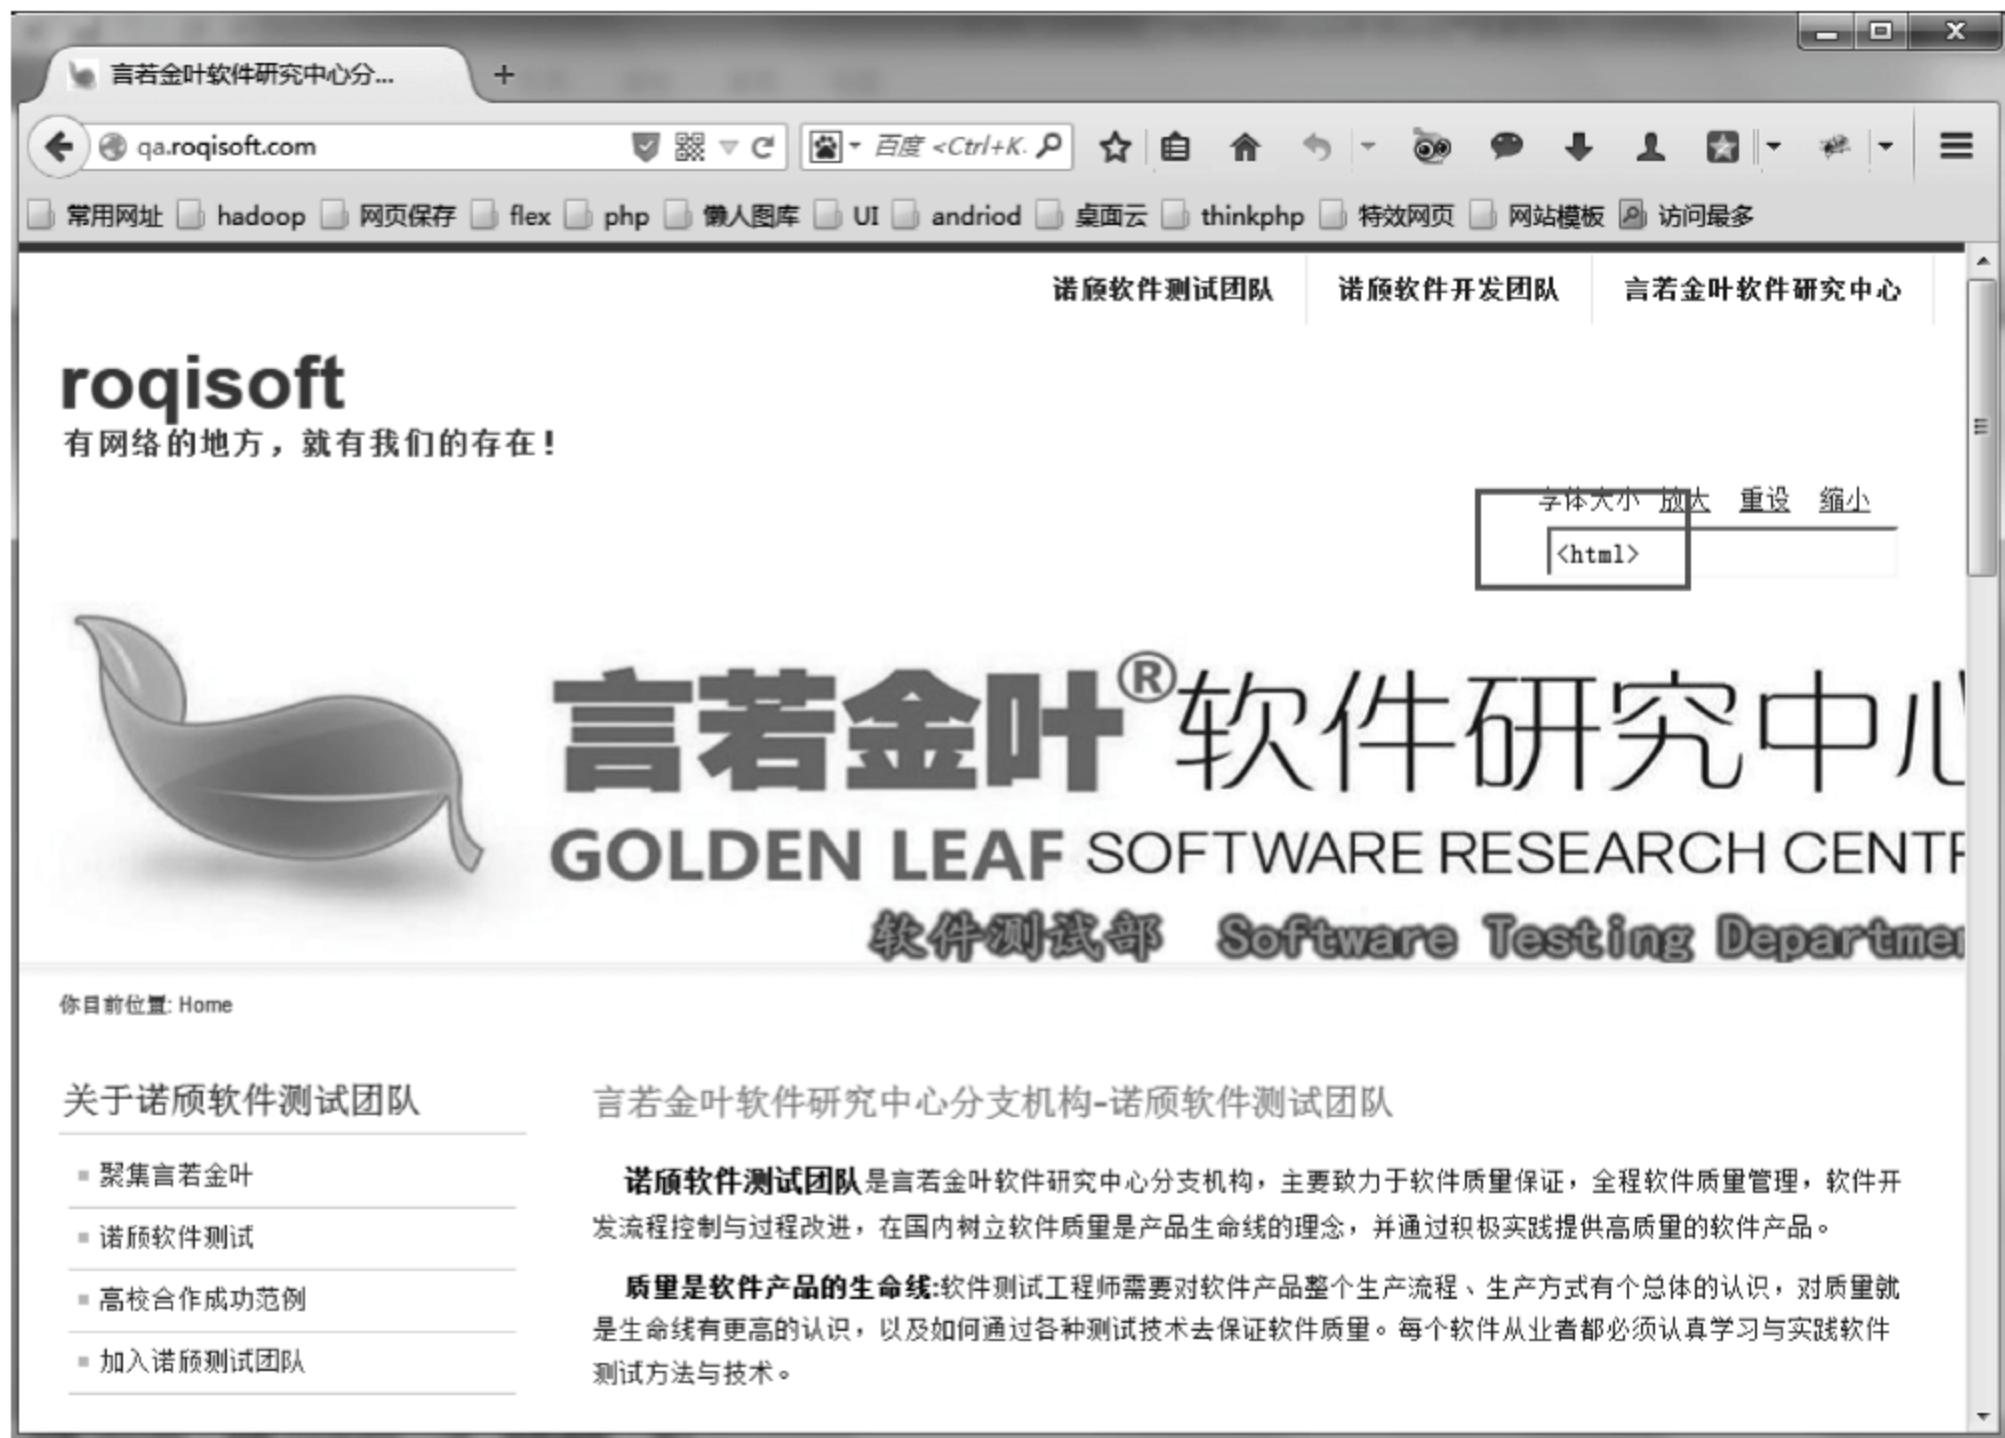 言若金叶软件研究中心分...
qa.roqisoft.com
百度 <Ctrl+K.
常用网址 hadoop 网页保存 flex php 懒人图库 UI andriod 桌面云 thinkphp 特效网页 网站模板 访问最多
诺颀软件测试团队 诺颀软件开发团队 言若金叶软件研究中心
roqisoft
有网络的地方，就有我们的存在！
字体大小 放大 重设 缩小
<html>
言若金叶®软件研究中心
GOLDEN LEAF SOFTWARE RESEARCH CENTR
软件测试部 Software Testing Departmen
你目前位置: Home
关于诺颀软件测试团队
聚集言若金叶
诺颀软件测试
高校合作成功范例
加入诺颀测试团队
言若金叶软件研究中心分支机构-诺颀软件测试团队
诺颀软件测试团队是言若金叶软件研究中心分支机构，主要致力于软件质量保证，全程软件质量管理，软件开
发流程控制与过程改进，在国内树立软件质量是产品生命线的理念，并通过积极实践提供高质量的软件产品。
质量是软件产品的生命线:软件测试工程师需要对软件产品整个生产流程、生产方式有个总体的认识，对质量就
是生命线有更高的认识，以及如何通过各种测试技术去保证软件质量。每个软件从业者都必须认真学习与实践软件
测试方法与技术。